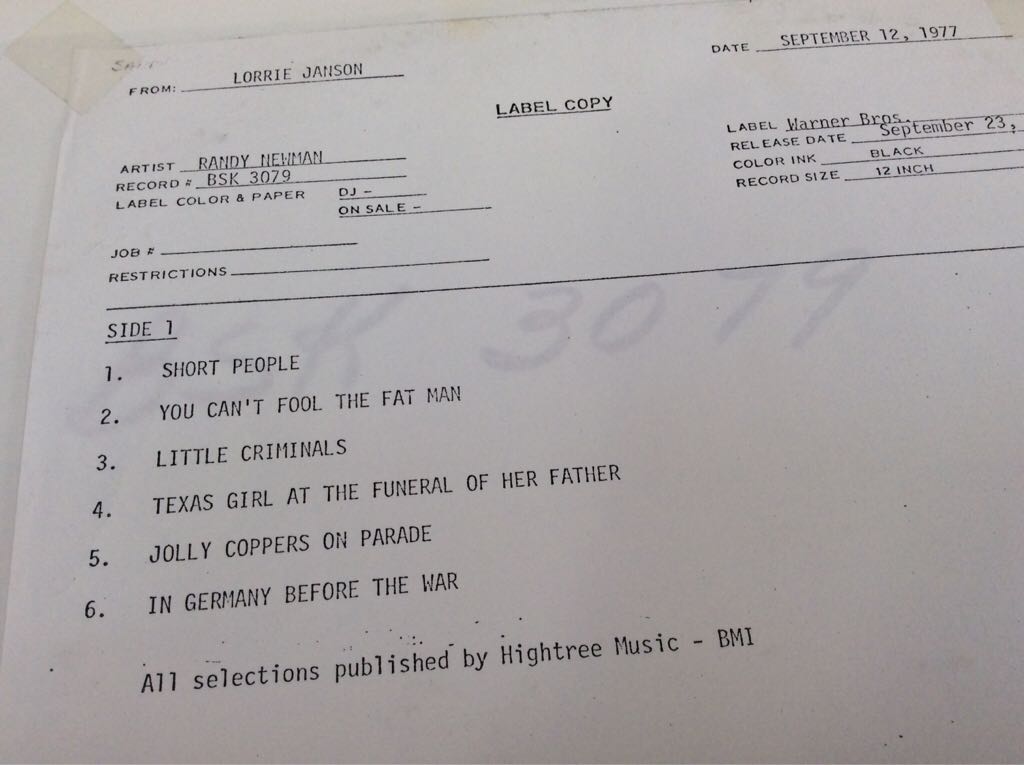 DATE SEPTEMBER 12, 1977
FROM: LORRIE JANSON
LABEL COPY
LABEL Warner Bros.
RELEASE DATE September 23,
COLOR INK BLACK
RECORD SIZE 12 INCH
ARTIST RANDY NEWMAN
RECORD # BSK 3079
LABEL COLOR & PAPER DJ -
ON SALE -
JOB #
RESTRICTIONS
BSK 3079
SIDE 1
1. SHORT PEOPLE
2. YOU CAN'T FOOL THE FAT MAN
3. LITTLE CRIMINALS
4. TEXAS GIRL AT THE FUNERAL OF HER FATHER
5. JOLLY COPPERS ON PARADE
6. IN GERMANY BEFORE THE WAR
All selections published by Hightree Music - BMI